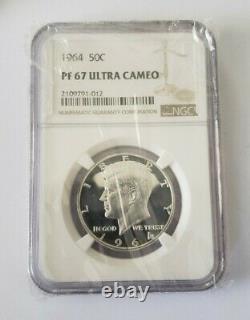 1964 50C
PF 67 ULTRA CAMEO
2109791-012
NUMISMATIC GUARANTY CORPORATION
NGC
LIBERTY
IN GOD WE TRUST
1964